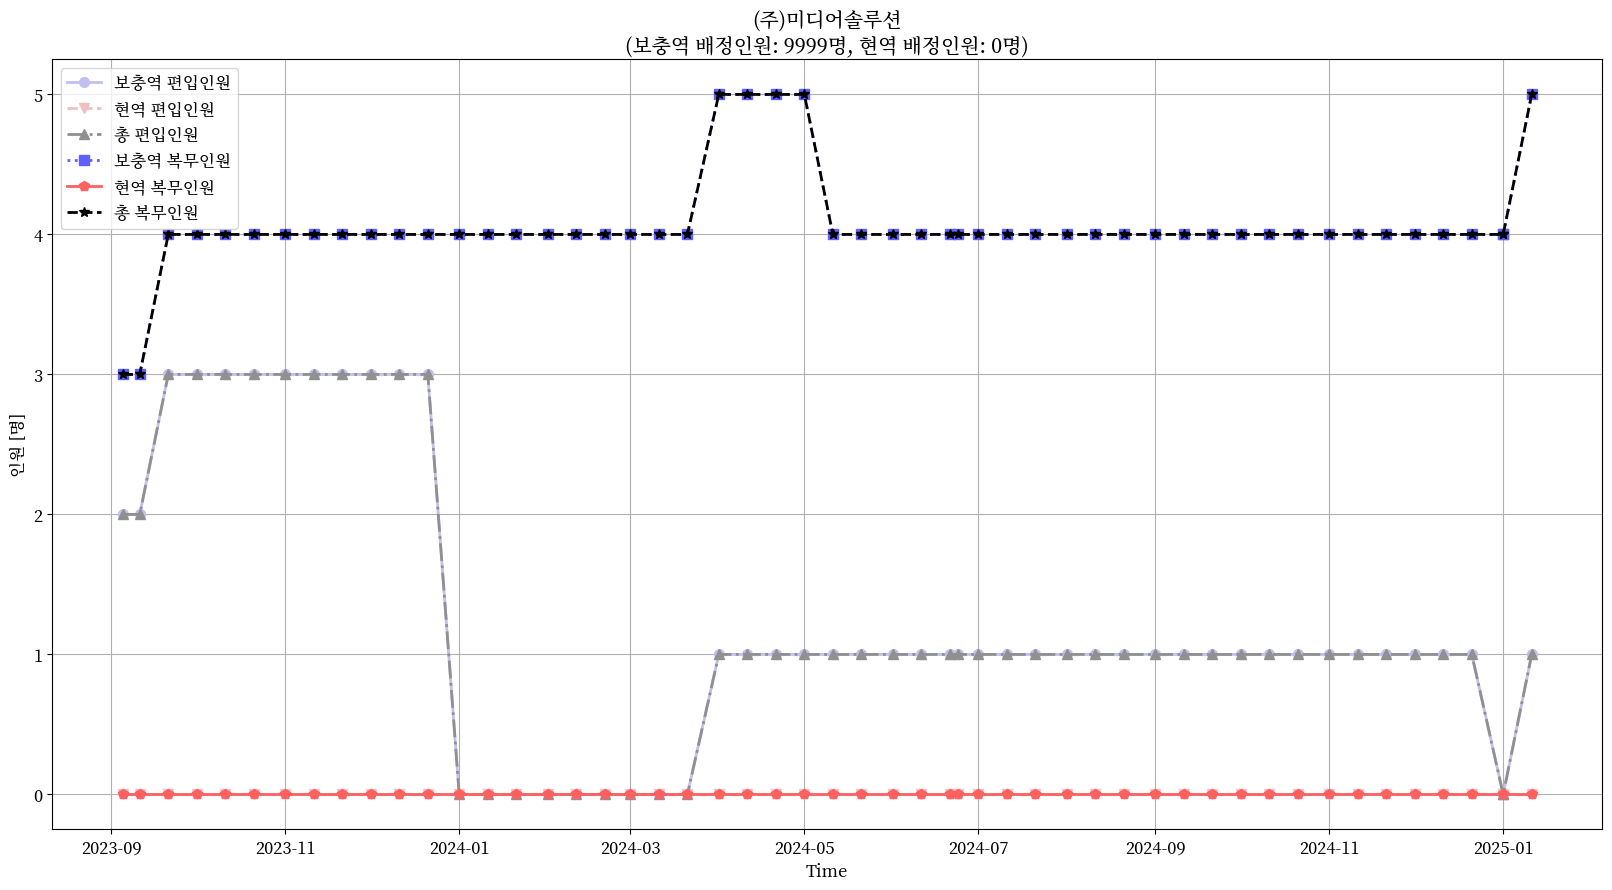 (주)미디어솔루션
(보충역 배정인원: 9999명, 현역 배정인원: 0명)
보충역 편입인원
현역 편입인원
총 편입인원
보충역 복무인원
현역 복무인원
총 복무인원
인원 [명]
5
4
3
2
1
0
2023-09
2023-11
2024-01
2024-03
2024-05
2024-07
2024-09
2024-11
2025-01
Time